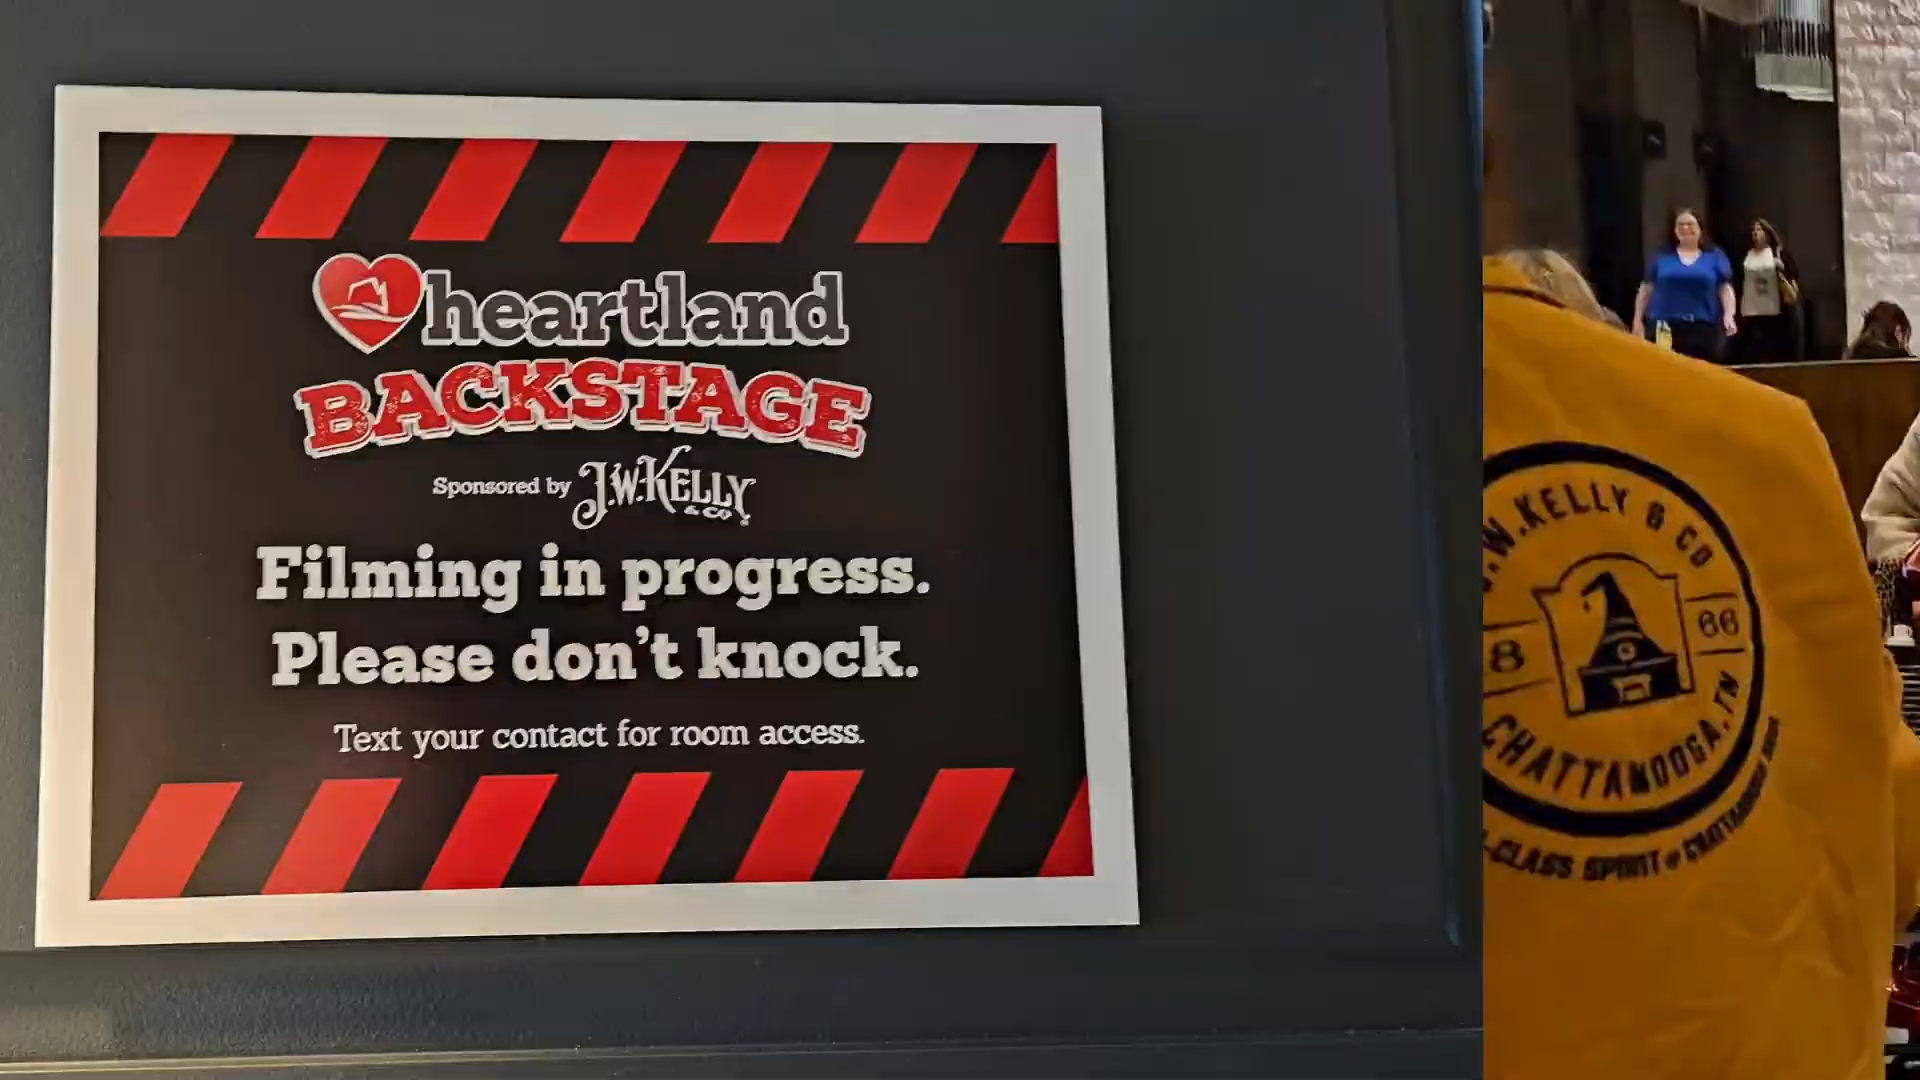 heartland
BACKSTAGE
Sponsored by J.W. KELLY
& CO.
Filming in progress.
Please don't knock.
Text your contact for room access.
.W. KELLY & CO
8 66
CHATTANOOGA, TN
-CLASS SPIRIT OF CHATTANOOGA